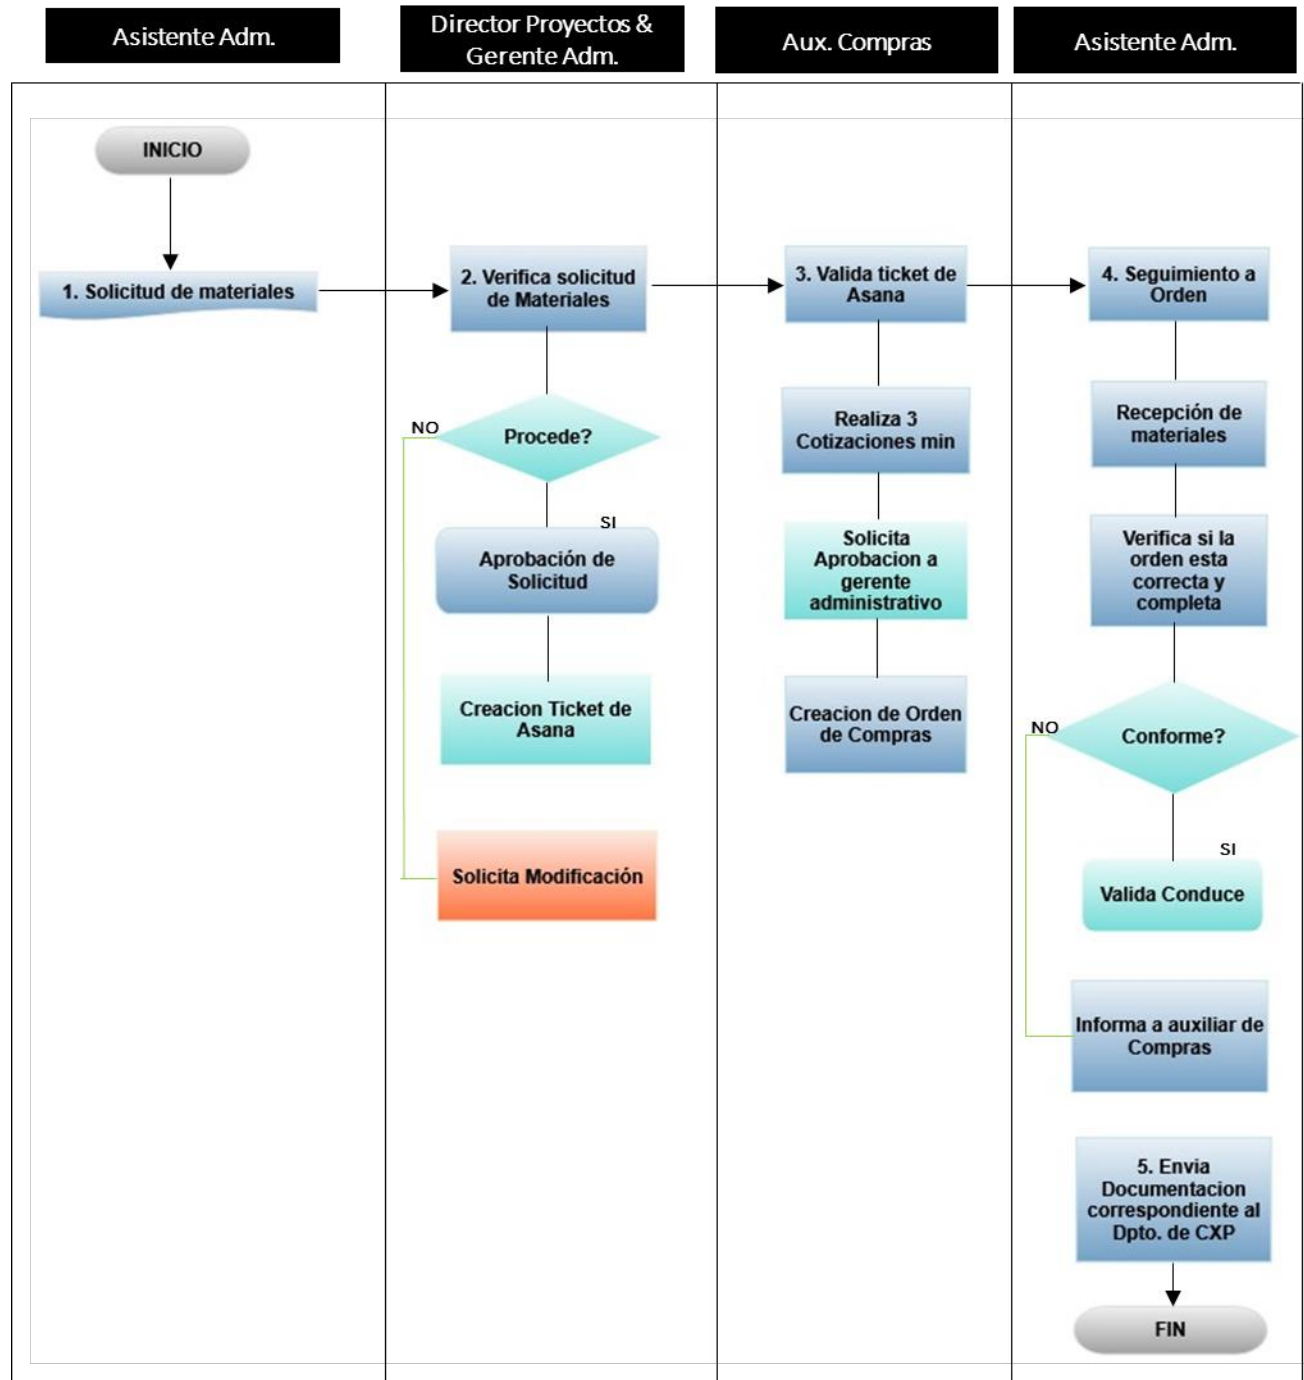 Asistente Adm.
Director Proyectos &
Gerente Adm.
Aux. Compras
Asistente Adm.
INICIO
1. Solicitud de materiales
2. Verifica solicitud
de Materiales
Procede?
NO
SI
Aprobación de
Solicitud
Creacion Ticket de
Asana
Solicita Modificación
3. Valida ticket de
Asana
Realiza 3
Cotizaciones min
Solicita
Aprobacion a
gerente
administrativo
Creacion de Orden
de Compras
4. Seguimiento a
Orden
Recepción de
materiales
Verifica si la
orden esta
correcta y
completa
Conforme?
NO
SI
Valida Conduce
Informa a auxiliar de
Compras
5. Envia
Documentacion
correspondiente al
Dpto. de CXP
FIN